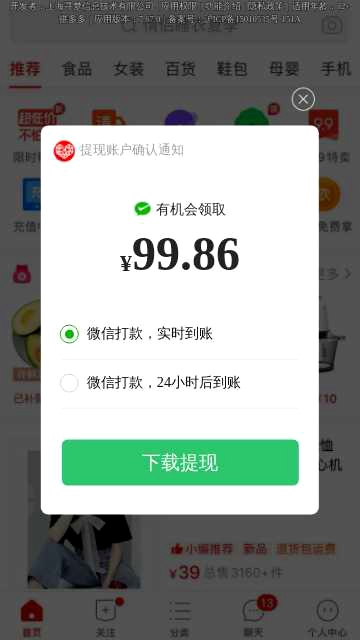 开发者：上海寻梦信息技术有限公司 应用权限 功能介绍 隐私政策 适用年龄：12+
拼多多 应用版本：7.67.0 备案号：沪ICP备15010535号-151A
情侣睡衣夏季
推荐 食品 女装 百货 鞋包 母婴 手机
超低价
9.9
限时
特卖
充值
免费拿
提现账户确认通知
有机会领取
¥99.86
微信打款，实时到账
微信打款，24小时后到账
下载提现
已补
10
小编推荐 新品 退货包运费
¥39 总售3160+件
13
首页 关注 分类 聊天 个人中心